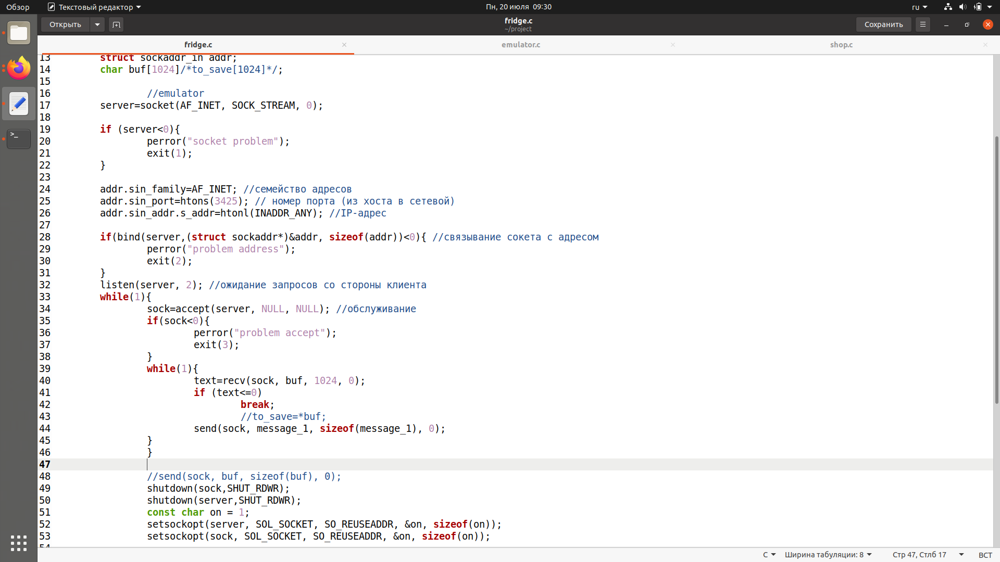 Обзор
Текстовый редактор
Пн, 20 июля 09:30
ru
Открыть
fridge.c
~/project
Сохранить
fridge.c
emulator.c
shop.c
13 struct sockaddr_in addr;
14 char buf[1024]/*to_save[1024]*/;
15
16 //emulator
17 server=socket(AF_INET, SOCK_STREAM, 0);
18
19 if (server<0){
20 perror("socket problem");
21 exit(1);
22 }
23
24 addr.sin_family=AF_INET; //семейство адресов
25 addr.sin_port=htons(3425); // номер порта (из хоста в сетевой)
26 addr.sin_addr.s_addr=htonl(INADDR_ANY); //IP-адрес
27
28 if(bind(server,(struct sockaddr*)&addr, sizeof(addr))<0){ //связывание сокета с адресом
29 perror("problem address");
30 exit(2);
31 }
32 listen(server, 2); //ожидание запросов со стороны клиента
33 while(1){
34 sock=accept(server, NULL, NULL); //обслуживание
35 if(sock<0){
36 perror("problem accept");
37 exit(3);
38 }
39 while(1){
40 text=recv(sock, buf, 1024, 0);
41 if (text<=0)
42 break;
43 //to_save=*buf;
44 send(sock, message_1, sizeof(message_1), 0);
45 }
46 }
47
48 //send(sock, buf, sizeof(buf), 0);
49 shutdown(sock,SHUT_RDWR);
50 shutdown(server,SHUT_RDWR);
51 const char on = 1;
52 setsockopt(server, SOL_SOCKET, SO_REUSEADDR, &on, sizeof(on));
53 setsockopt(sock, SOL_SOCKET, SO_REUSEADDR, &on, sizeof(on));
54
C
Ширина табуляции: 8
Стр 47, Стлб 17
ВСТ